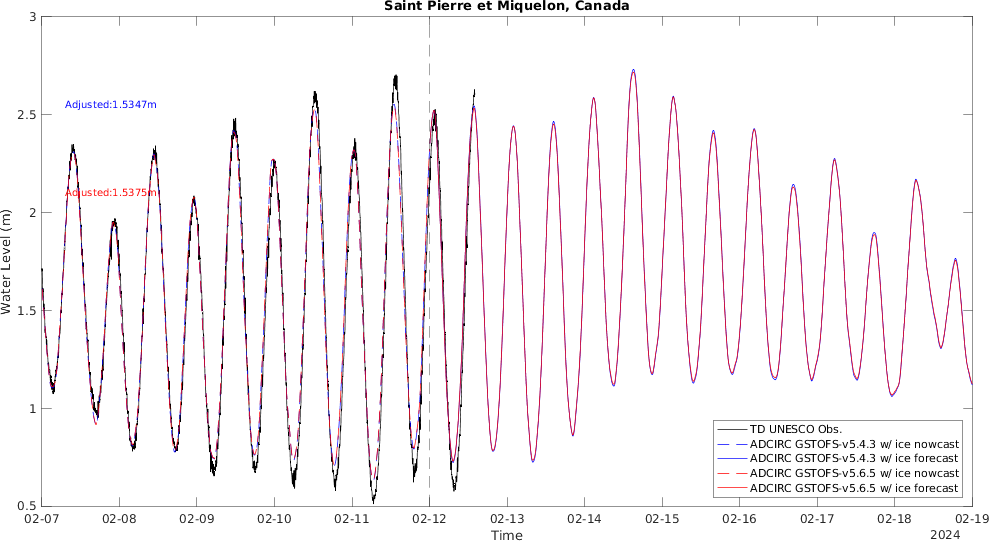 Saint Pierre et Miquelon, Canada
3
2.5
2
1.5
1
0.5
Water Level (m)
Adjusted:1.5347m
Adjusted:1.5375m
TD UNESCO Obs.
ADCIRC GSTOFS-v5.4.3 w/ ice nowcast
ADCIRC GSTOFS-v5.4.3 w/ ice forecast
ADCIRC GSTOFS-v5.6.5 w/ ice nowcast
ADCIRC GSTOFS-v5.6.5 w/ ice forecast
02-07 02-08 02-09 02-10 02-11 02-12 02-13 02-14 02-15 02-16 02-17 02-18 02-19
Time
2024